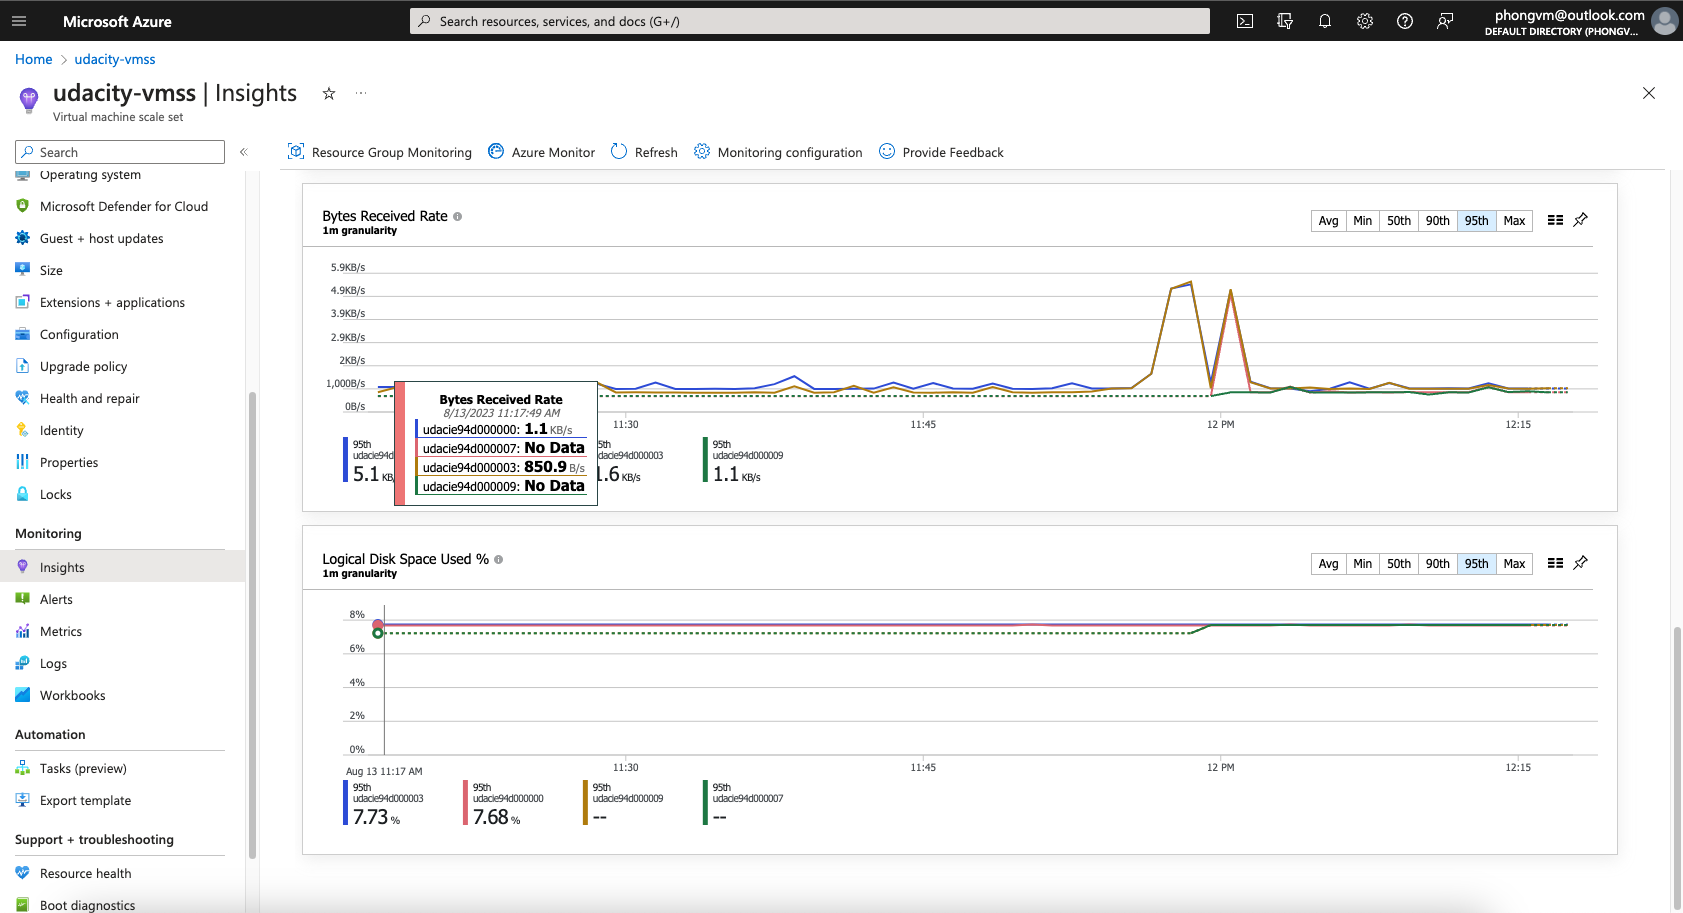 Microsoft Azure
Search resources, services, and docs (G+/)
phongvm@outlook.com
DEFAULT DIRECTORY (PHONGV...
Home > udacity-vmss
udacity-vmss | Insights
Virtual machine scale set
Search
Resource Group Monitoring
Azure Monitor
Refresh
Monitoring configuration
Provide Feedback
Operating system
Microsoft Defender for Cloud
Guest + host updates
Size
Extensions + applications
Configuration
Upgrade policy
Health and repair
Identity
Properties
Locks
Monitoring
Insights
Alerts
Metrics
Logs
Workbooks
Automation
Tasks (preview)
Export template
Support + troubleshooting
Resource health
Boot diagnostics
Bytes Received Rate
1m granularity
Avg Min 50th 90th 95th Max
5.9KB/s
4.9KB/s
3.9KB/s
2.9KB/s
2KB/s
1,000B/s
0B/s
11:30 11:45 12 PM 12:15
Bytes Received Rate
8/13/2023 11:17:49 AM
udacie94d000000: 1.1 KB/s
udacie94d000007: No Data
udacie94d000003: 850.9 B/s
udacie94d000009: No Data
95th
udacie94d
5.1 KB/
5th
dacie94d000003
1.6 KB/s
95th
udacie94d000009
1.1 KB/s
Logical Disk Space Used %
1m granularity
Avg Min 50th 90th 95th Max
8%
6%
4%
2%
0%
Aug 13 11:17 AM
11:30 11:45 12 PM 12:15
95th
udacie94d000003
7.73 %
95th
udacie94d000000
7.68 %
95th
udacie94d000009
--
95th
udacie94d000007
--